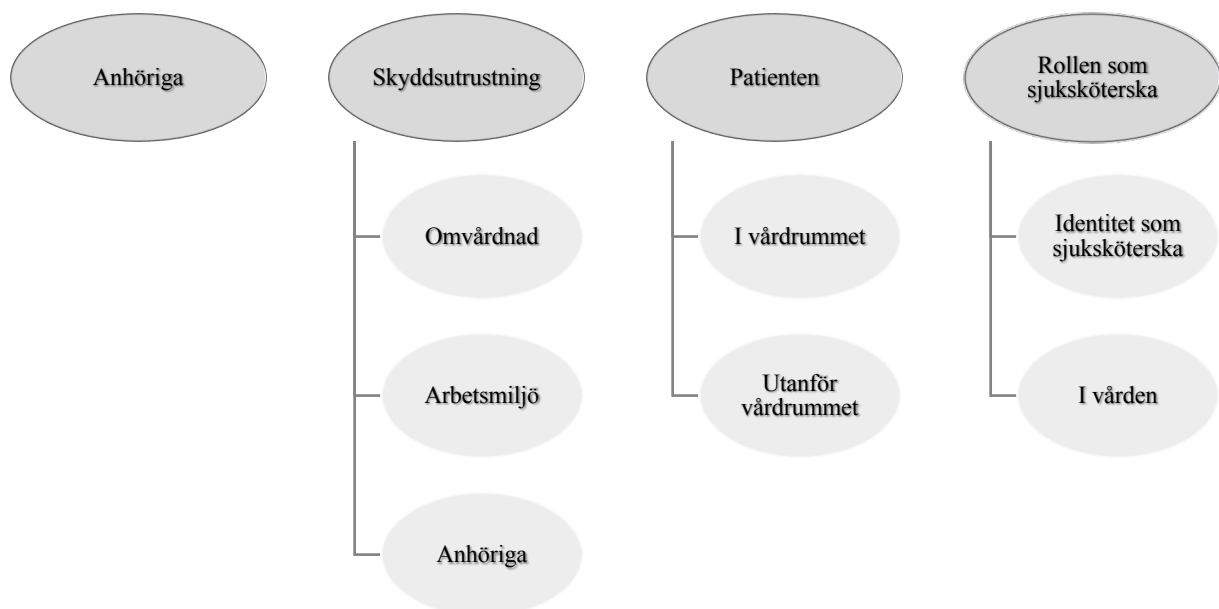 Anhöriga
Skyddsutrustning
Patienten
Rollen som
sjuksköterska
Omvårdnad
I vårdrummet
Identitet som
sjuksköterska
Arbetsmiljö
Utanför
vårdrummet
I vården
Anhöriga